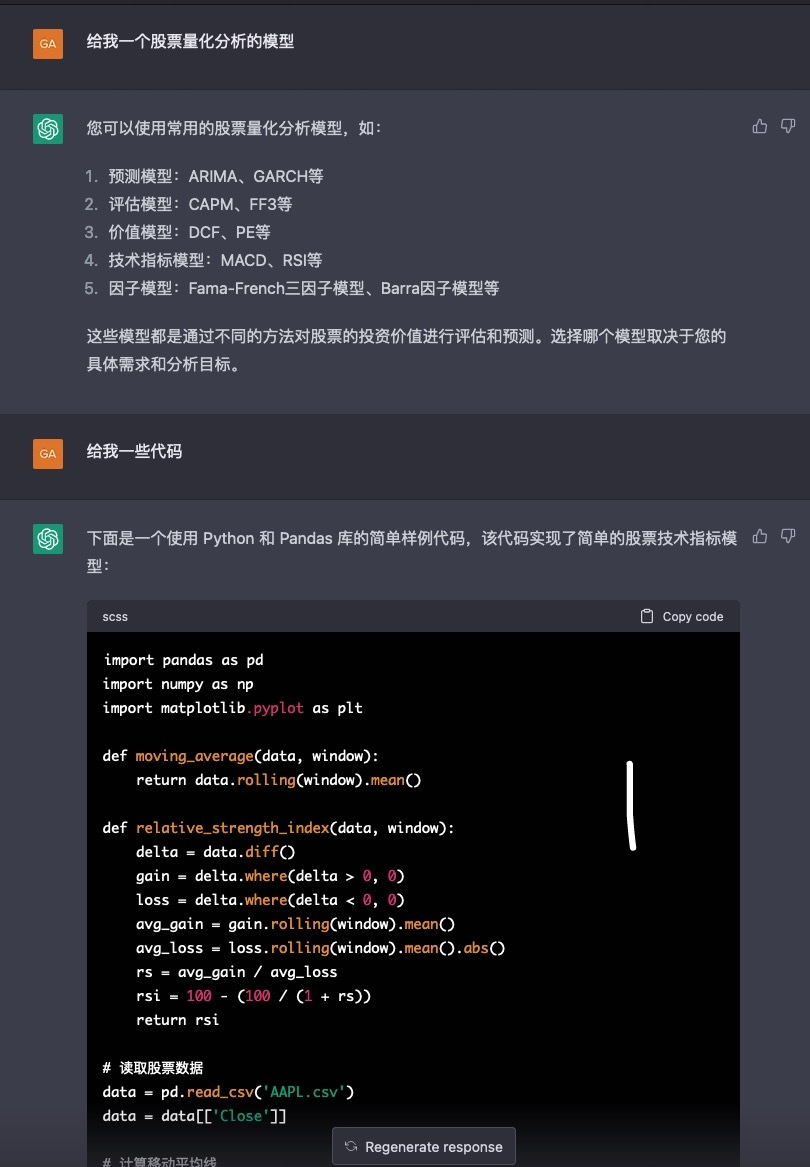 GA
给我一个股票量化分析的模型
您可以使用常用的股票量化分析模型，如：
1. 预测模型：ARIMA、GARCH等
2. 评估模型：CAPM、FF3等
3. 价值模型：DCF、PE等
4. 技术指标模型：MACD、RSI等
5. 因子模型：Fama-French三因子模型、Barra因子模型等
这些模型都是通过不同的方法对股票的投资价值进行评估和预测。选择哪个模型取决于您的
具体需求和分析目标。
GA
给我一些代码
下面是一个使用 Python 和 Pandas 库的简单样例代码，该代码实现了简单的股票技术指标模
型：
scss
Copy code
import pandas as pd
import numpy as np
import matplotlib.pyplot as plt
def moving_average(data, window):
    return data.rolling(window).mean()
def relative_strength_index(data, window):
    delta = data.diff()
    gain = delta.where(delta > 0, 0)
    loss = delta.where(delta < 0, 0)
    avg_gain = gain.rolling(window).mean()
    avg_loss = loss.rolling(window).mean().abs()
    rs = avg_gain / avg_loss
    rsi = 100 - (100 / (1 + rs))
    return rsi
# 读取股票数据
data = pd.read_csv('AAPL.csv')
data = data[['Close']]
Regenerate response
# 计算移动平均线